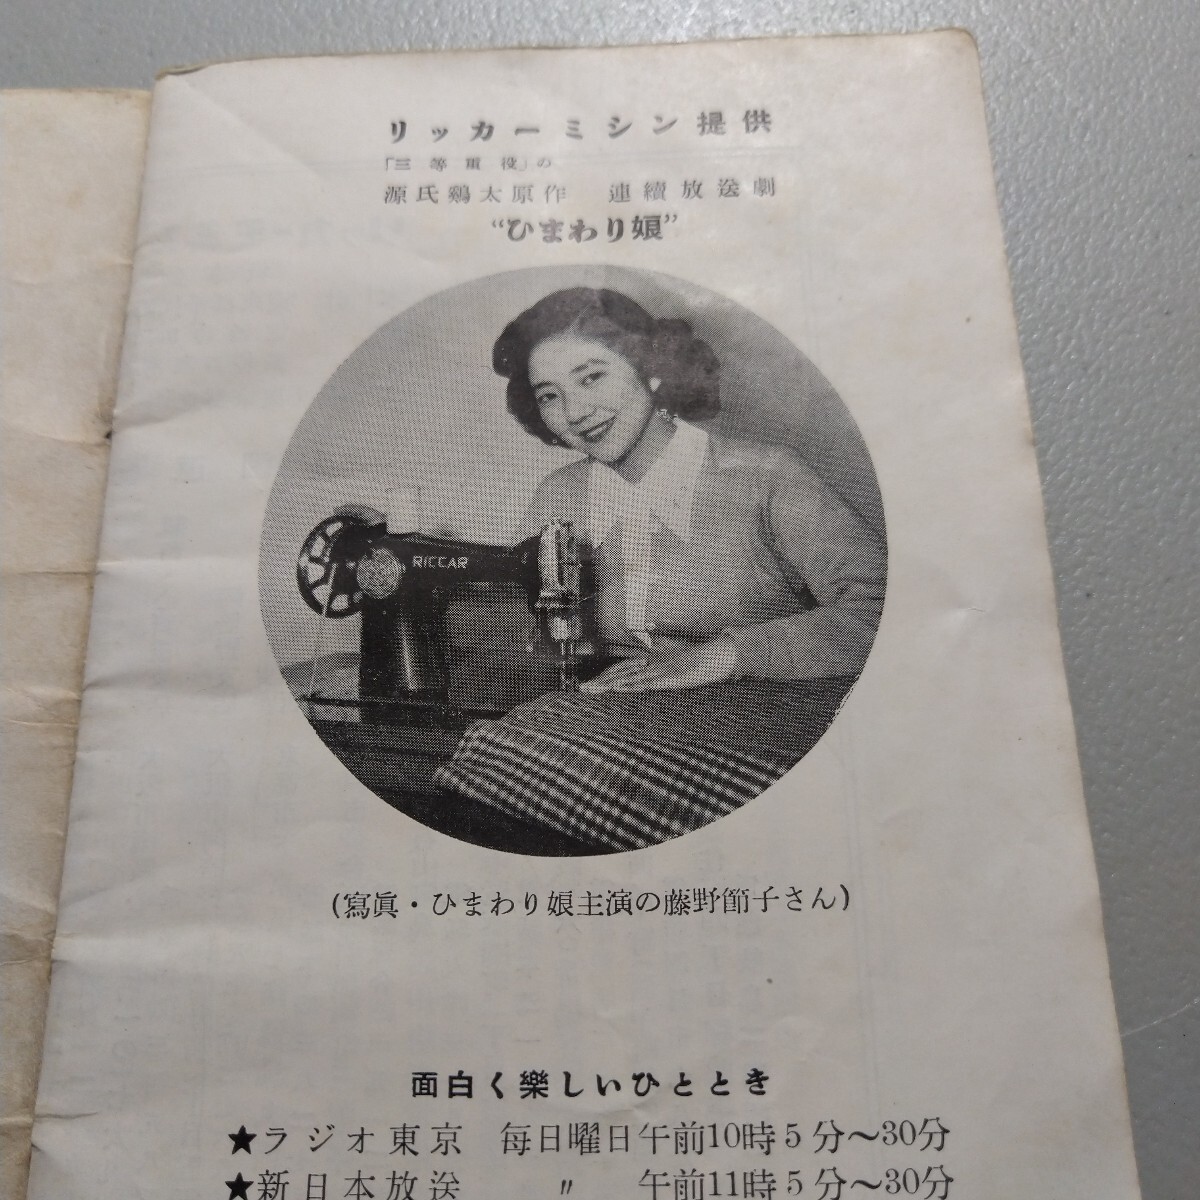 リッカーミシン提供
「三等重役」の
源氏鷄太原作　連續放送劇
“ひまわり娘”
RICCAR
(寫眞・ひまわり娘主演の藤野節子さん)
面白く樂しいひととき
★ラジオ東京　毎日曜日午前10時5分～30分
★新日本放送　〃　午前11時5分～30分